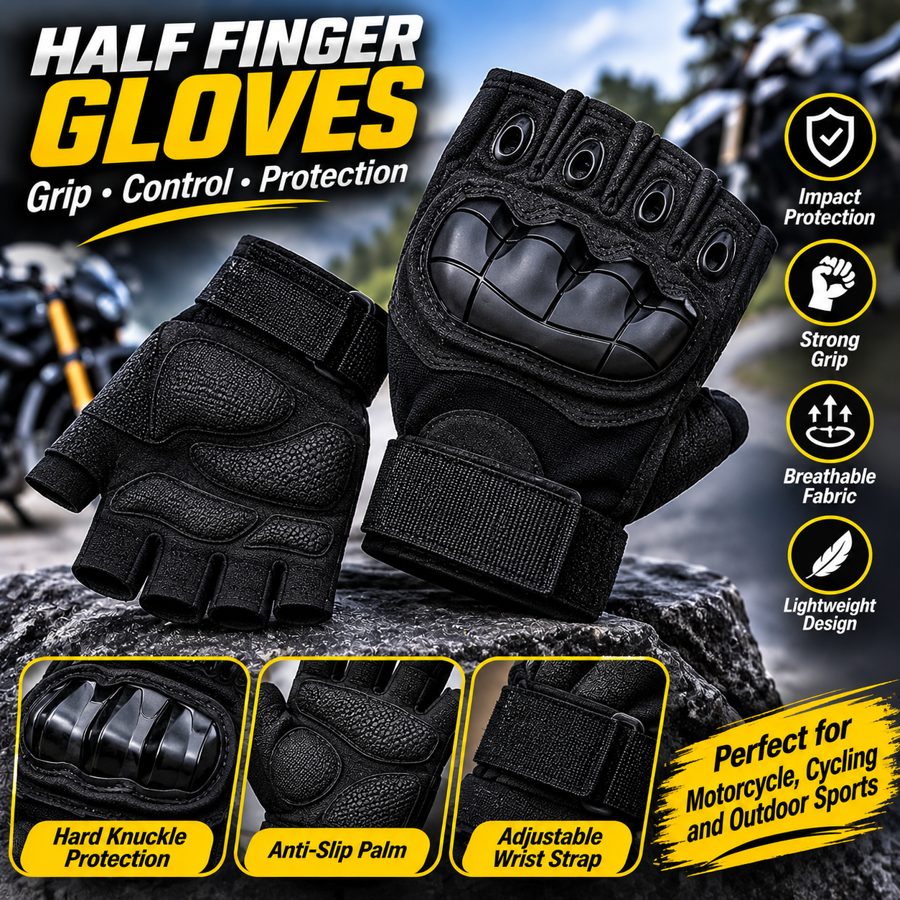 HALF FINGER
GLOVES
Grip • Control • Protection
Impact
Protection
Strong
Grip
Breathable
Fabric
Lightweight
Design
Hard Knuckle
Protection
Anti-Slip Palm
Adjustable
Wrist Strap
Perfect for
Motorcycle, Cycling
and Outdoor Sports